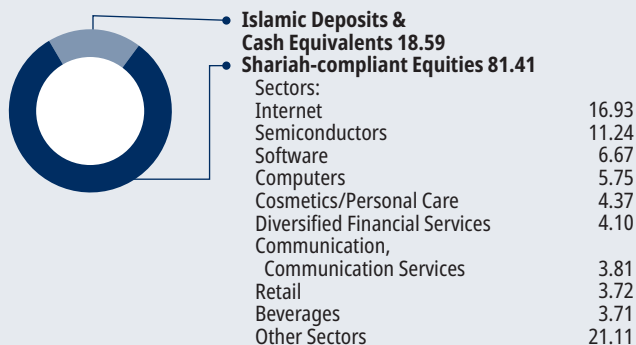 Islamic Deposits &
Cash Equivalents 18.59
Shariah-compliant Equities 81.41
Sectors:
Internet 16.93
Semiconductors 11.24
Software 6.67
Computers 5.75
Cosmetics/Personal Care 4.37
Diversified Financial Services 4.10
Communication,
Communication Services 3.81
Retail 3.72
Beverages 3.71
Other Sectors 21.11